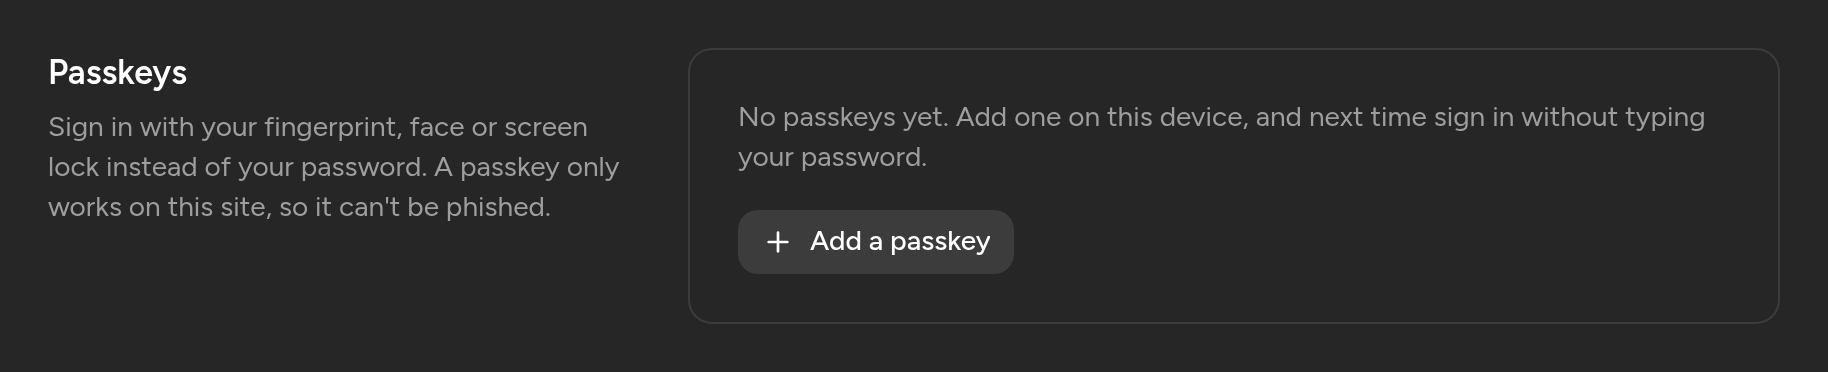 Passkeys
Sign in with your fingerprint, face or screen
lock instead of your password. A passkey only
works on this site, so it can't be phished.
No passkeys yet. Add one on this device, and next time sign in without typing
your password.
Add a passkey